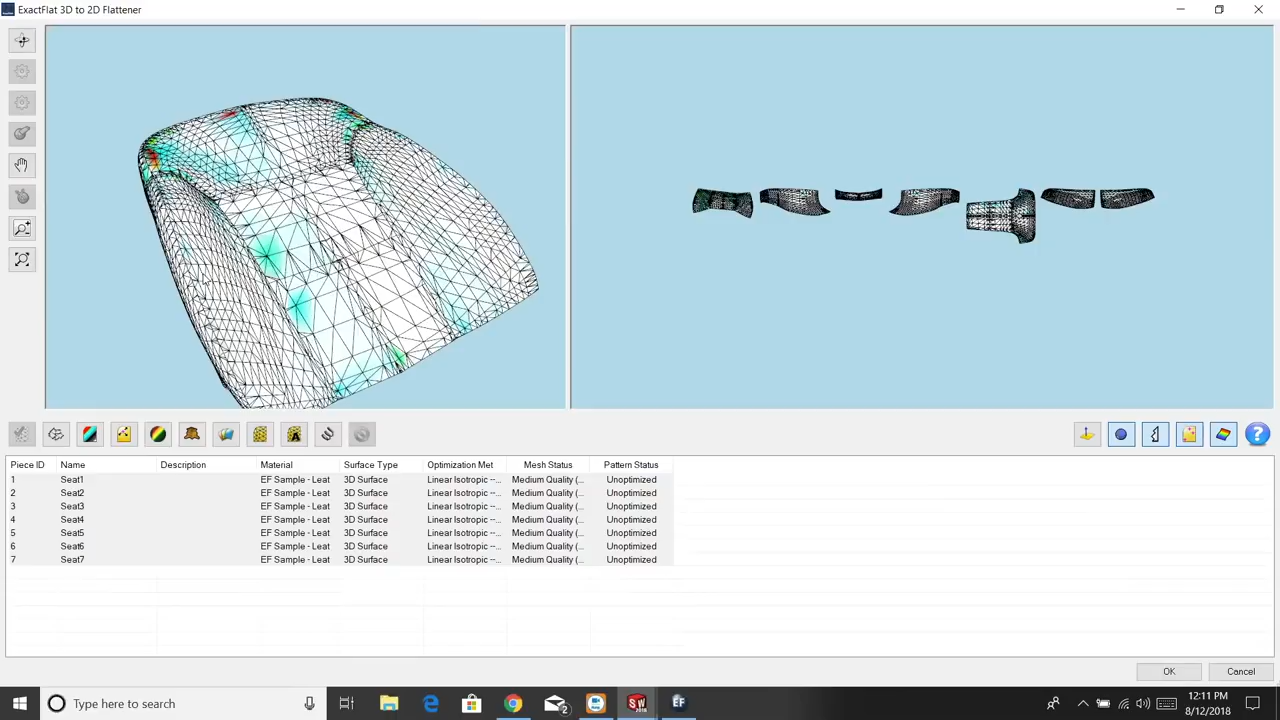 ExactFlat 3D to 2D Flattener
?
Piece ID Name Description Material Surface Type Optimization Met Mesh Status Pattern Status
1 Seat1 EF Sample - Leat 3D Surface Linear Isotropic --... Medium Quality (... Unoptimized
2 Seat2 EF Sample - Leat 3D Surface Linear Isotropic --... Medium Quality (... Unoptimized
3 Seat3 EF Sample - Leat 3D Surface Linear Isotropic --... Medium Quality (... Unoptimized
4 Seat4 EF Sample - Leat 3D Surface Linear Isotropic --... Medium Quality (... Unoptimized
5 Seat5 EF Sample - Leat 3D Surface Linear Isotropic --... Medium Quality (... Unoptimized
6 Seat6 EF Sample - Leat 3D Surface Linear Isotropic --... Medium Quality (... Unoptimized
7 Seat7 EF Sample - Leat 3D Surface Linear Isotropic --... Medium Quality (... Unoptimized
OK Cancel
Type here to search 2 SW EF 12:11 PM
8/12/2018